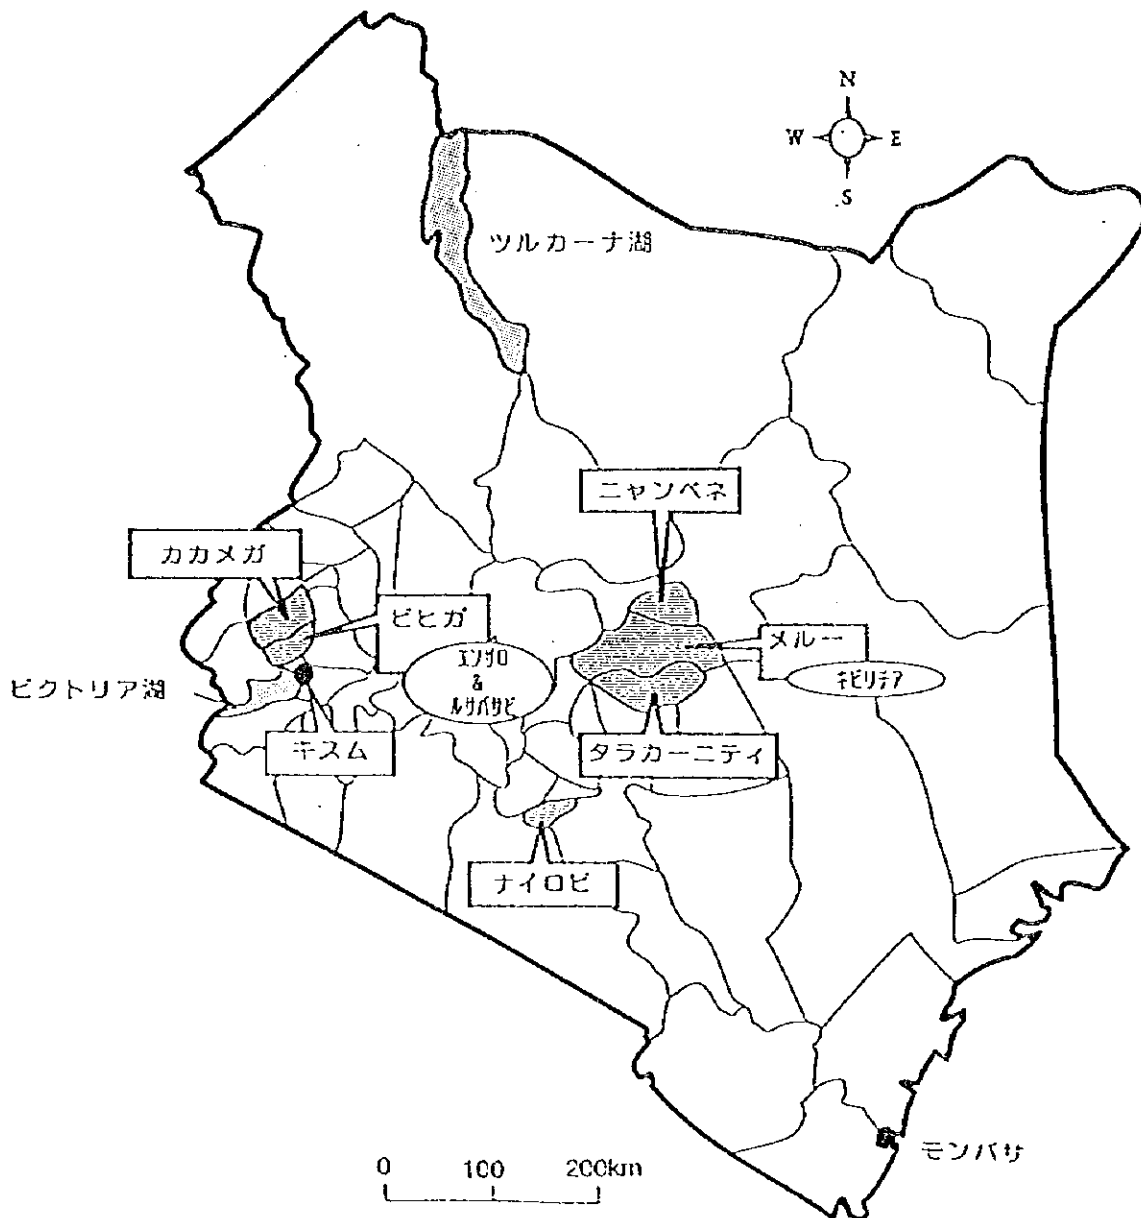 N
W E
S
ツルカーナ湖
ニャンベネ
カカメガ
ビヒガ
メルー
エンザロ
&
ルサバサビ
ビクトリア湖
ネビリチア
キスム
タラカーニティ
ナイロビ
モンバサ
0 100 200km